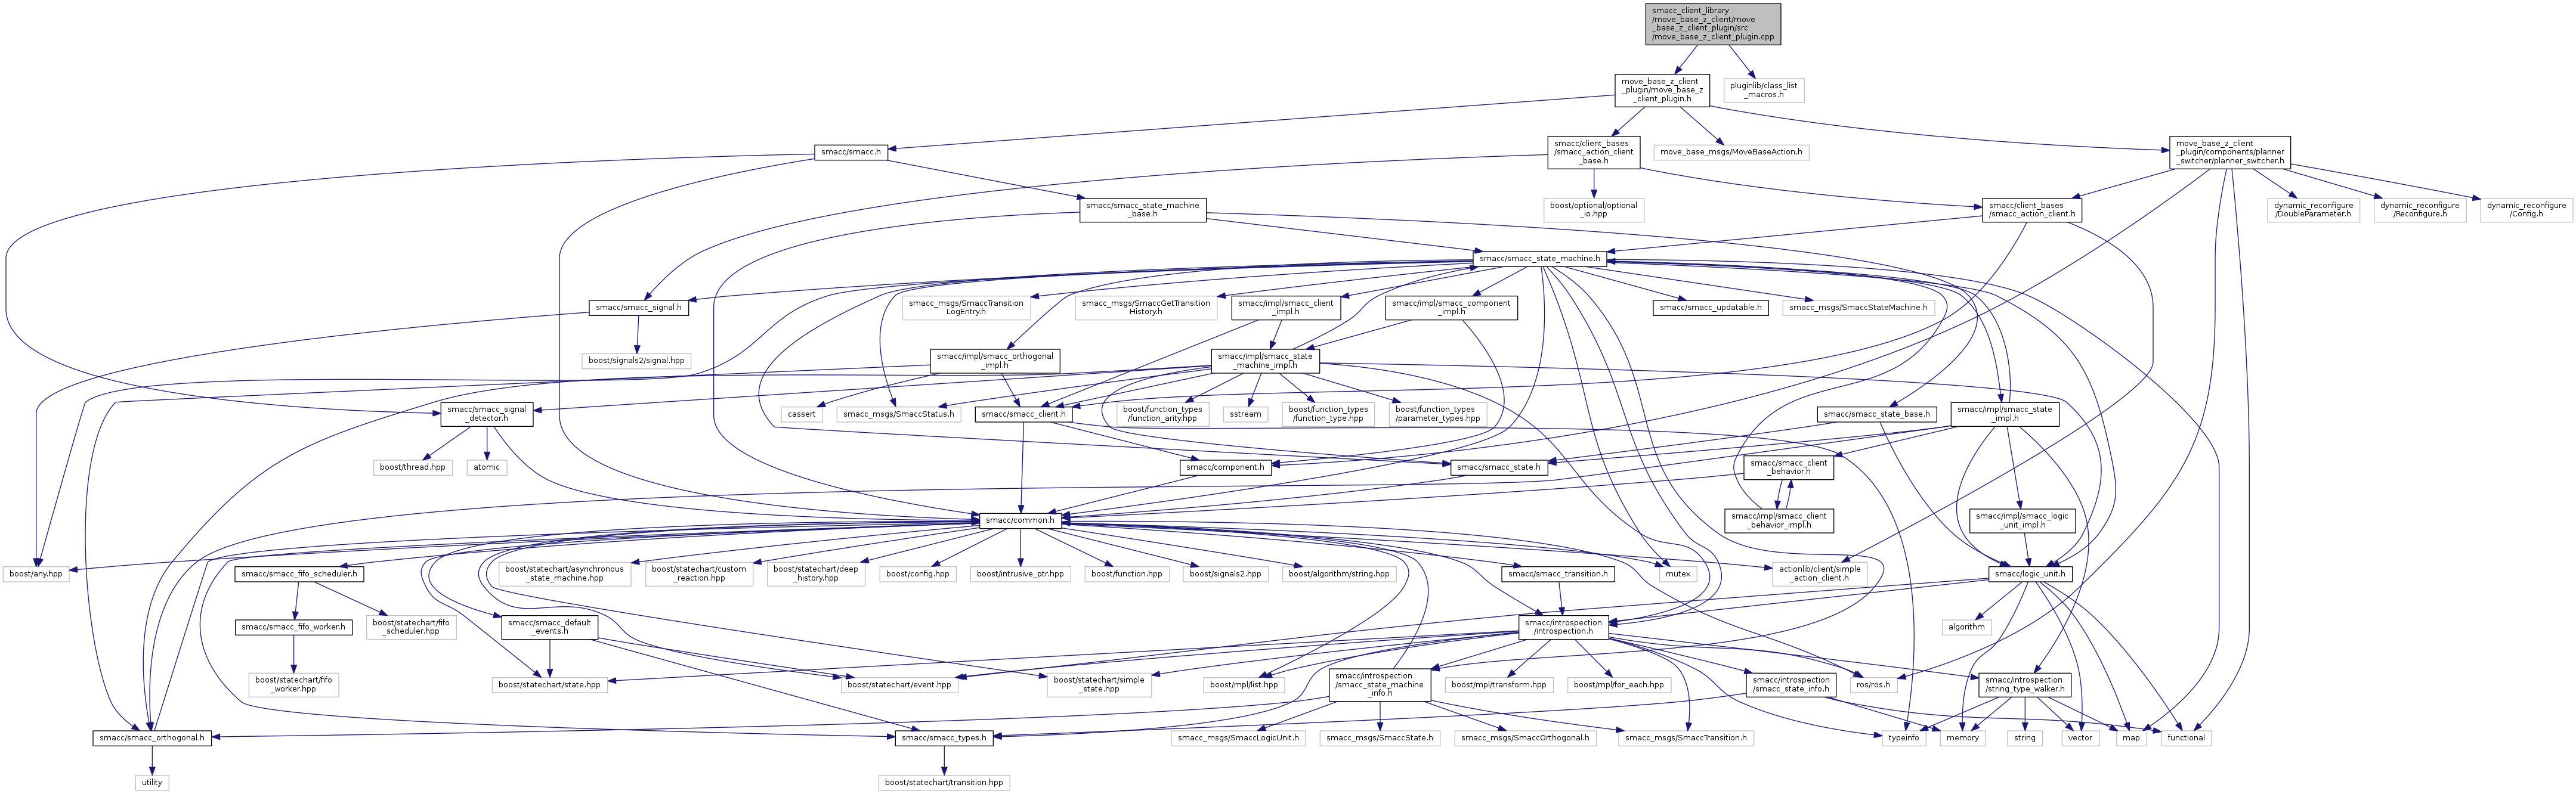 smacc_client_library
/move_base_z_client/move
_base_z_client_plugin/src
/move_base_z_client_plugin.cpp
move_base_z_client
_plugin/move_base_z
_client_plugin.h
pluginlib/class_list
_macros.h
smacc/smacc.h
smacc/client_bases
/smacc_action_client
_base.h
move_base_msgs/MoveBaseAction.h
move_base_z_client
_plugin/components/planner
_switcher/planner_switcher.h
smacc/smacc_state_machine
_base.h
boost/optional/optional
_io.hpp
smacc/client_bases
/smacc_action_client.h
dynamic_reconfigure
/DoubleParameter.h
dynamic_reconfigure
/Reconfigure.h
dynamic_reconfigure
/Config.h
smacc/smacc_state_machine.h
smacc/smacc_signal.h
smacc_msgs/SmaccTransition
LogEntry.h
smacc_msgs/SmaccGetTransition
History.h
smacc/impl/smacc_client
_impl.h
smacc/impl/smacc_component
_impl.h
smacc/smacc_updatable.h
smacc_msgs/SmaccStateMachine.h
boost/signals2/signal.hpp
smacc/impl/smacc_orthogonal
_impl.h
smacc/impl/smacc_state
_machine_impl.h
smacc/smacc_signal
_detector.h
cassert
smacc_msgs/SmaccStatus.h
smacc/smacc_client.h
boost/function_types
/function_arity.hpp
sstream
boost/function_types
/function_type.hpp
boost/function_types
/parameter_types.hpp
smacc/smacc_state_base.h
smacc/impl/smacc_state
_impl.h
boost/thread.hpp
atomic
smacc/component.h
smacc/smacc_state.h
smacc/smacc_client
_behavior.h
smacc/common.h
smacc/impl/smacc_client
_behavior_impl.h
smacc/impl/smacc_logic
_unit_impl.h
boost/any.hpp
smacc/smacc_fifo_scheduler.h
boost/statechart/asynchronous
_state_machine.hpp
boost/statechart/custom
_reaction.hpp
boost/statechart/deep
_history.hpp
boost/config.hpp
boost/intrusive_ptr.hpp
boost/function.hpp
boost/signals2.hpp
boost/algorithm/string.hpp
smacc/smacc_transition.h
mutex
actionlib/client/simple
_action_client.h
smacc/logic_unit.h
smacc/smacc_fifo_worker.h
boost/statechart/fifo
_scheduler.hpp
smacc/smacc_default
_events.h
smacc/introspection
/introspection.h
algorithm
boost/statechart/fifo
_worker.hpp
boost/statechart/state.hpp
boost/statechart/event.hpp
boost/statechart/simple
_state.hpp
boost/mpl/list.hpp
smacc/introspection
/smacc_state_machine
_info.h
boost/mpl/transform.hpp
boost/mpl/for_each.hpp
smacc/introspection
/smacc_state_info.h
ros/ros.h
smacc/introspection
/string_type_walker.h
smacc/smacc_orthogonal.h
smacc/smacc_types.h
smacc_msgs/SmaccLogicUnit.h
smacc_msgs/SmaccState.h
smacc_msgs/SmaccOrthogonal.h
smacc_msgs/SmaccTransition.h
typeinfo
memory
string
vector
map
functional
utility
boost/statechart/transition.hpp